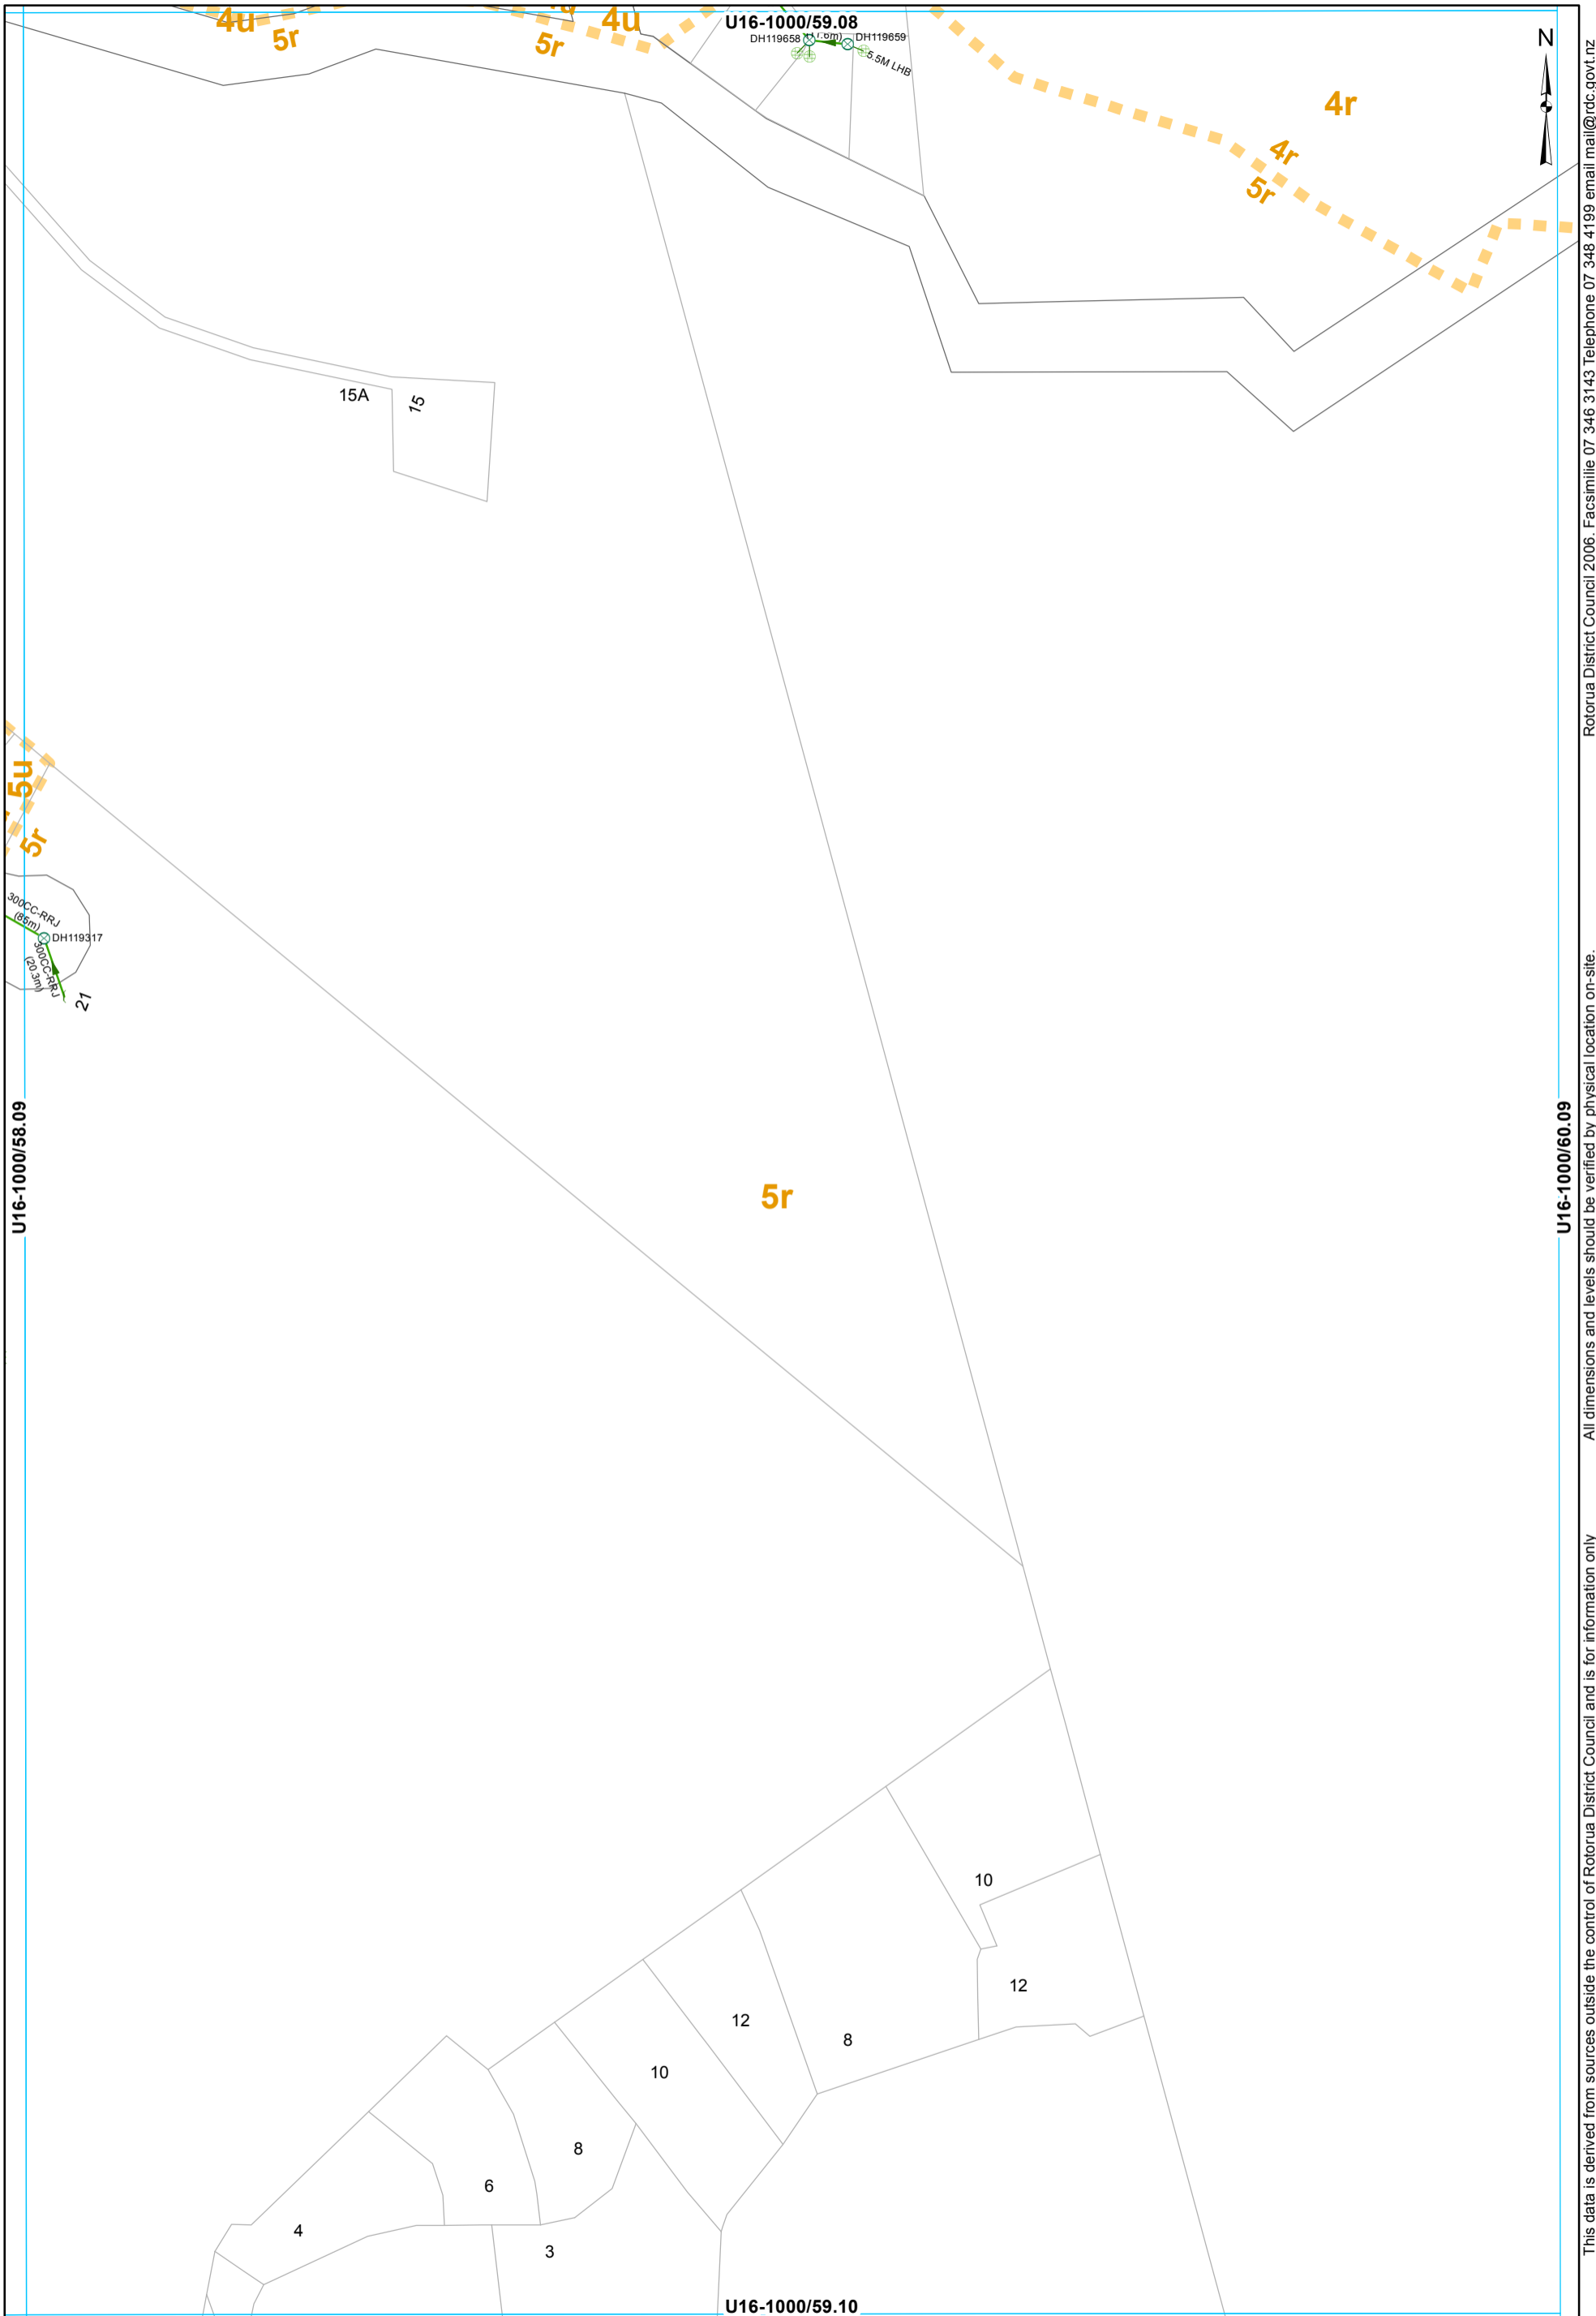 4u
5r
5r
4u
U16-1000/59.08
DH119658
DH119659
5.5M LHB
N
4r
4r
5r
15A
15
5u
5r
300CC-RRJ
(85m)
DH119317
300CC-RRJ
(20.3m)
21
U16-1000/58.09
U16-1000/60.09
5r
10
12
12
8
10
8
6
4
3
U16-1000/59.10
Rotorua District Council 2006. Facsimilie 07 346 3143 Telephone 07 348 4199 email mail@rdc.govt.nz
All dimensions and levels should be verified by physical location on-site.
This data is derived from sources outside the control of Rotorua District Council and is for information only